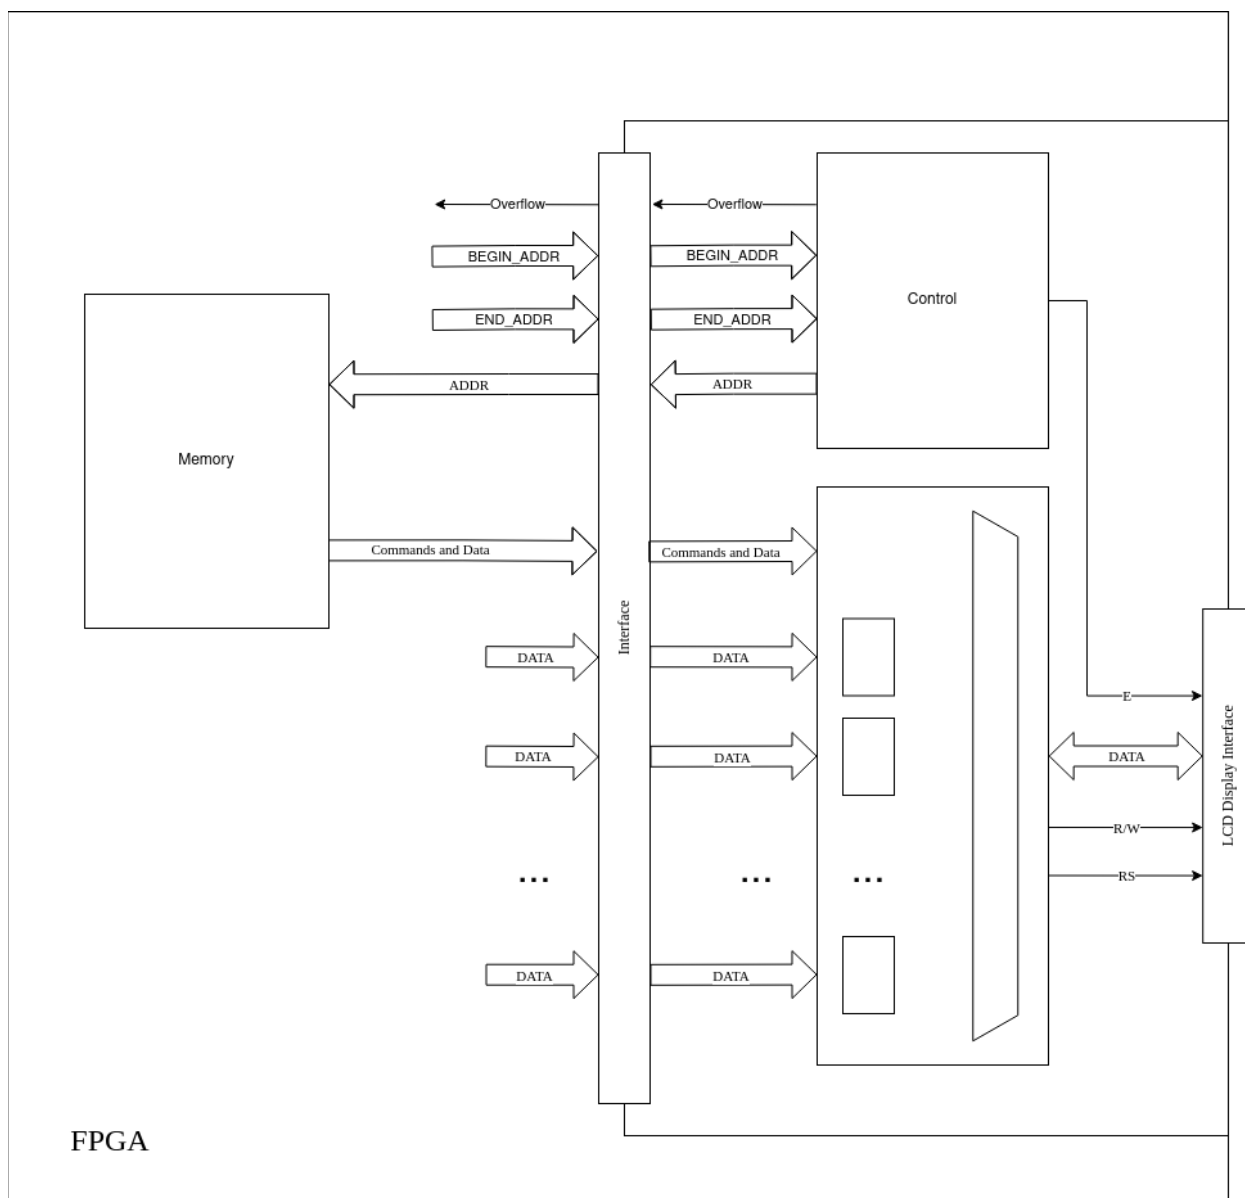 Overflow
Overflow
BEGIN_ADDR
BEGIN_ADDR
Control
END_ADDR
END_ADDR
ADDR
ADDR
Memory
Commands and Data
Commands and Data
Interface
DATA
DATA
E
DATA
DATA
DATA
LCD Display Interface
R/W
...
...
...
RS
DATA
DATA
FPGA